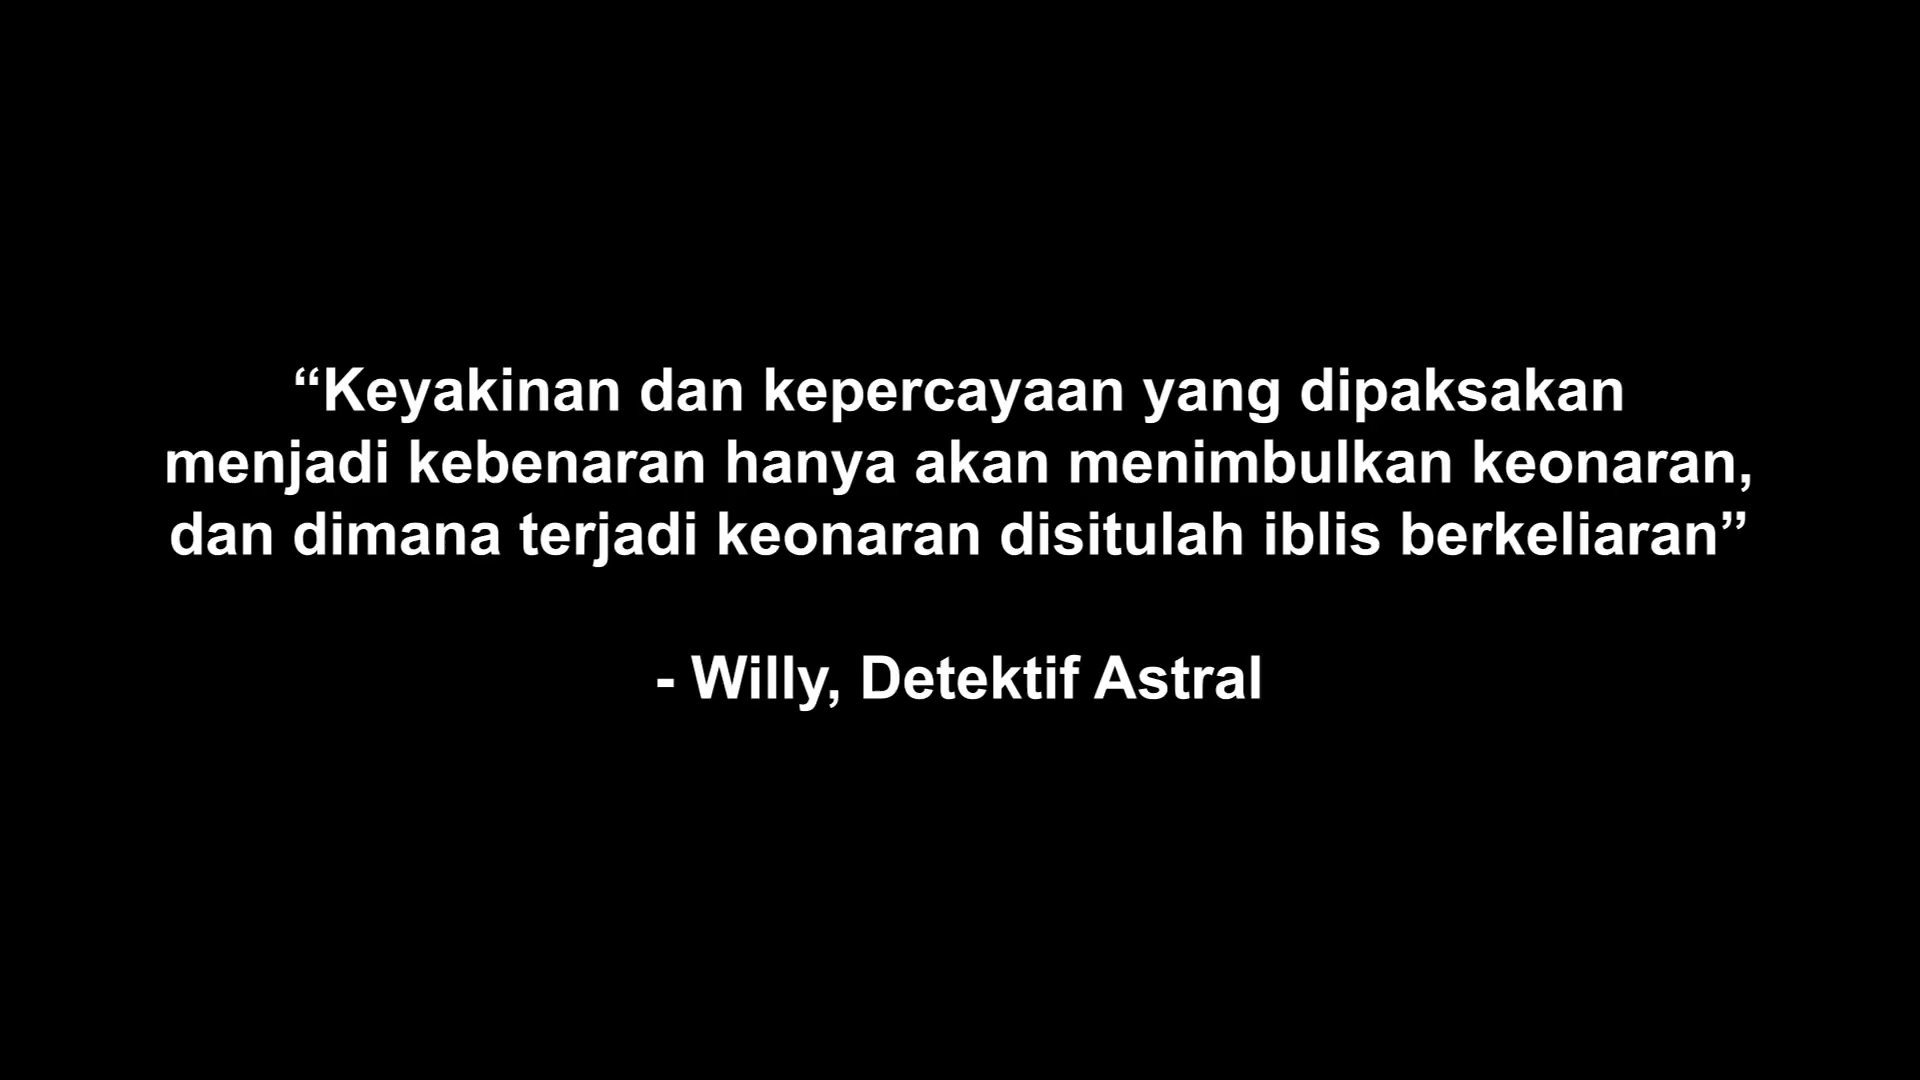 “Keyakinan dan kepercayaan yang dipaksakan
menjadi kebenaran hanya akan menimbulkan keonaran,
dan dimana terjadi keonaran disitulah iblis berkeliaran”
- Willy, Detektif Astral